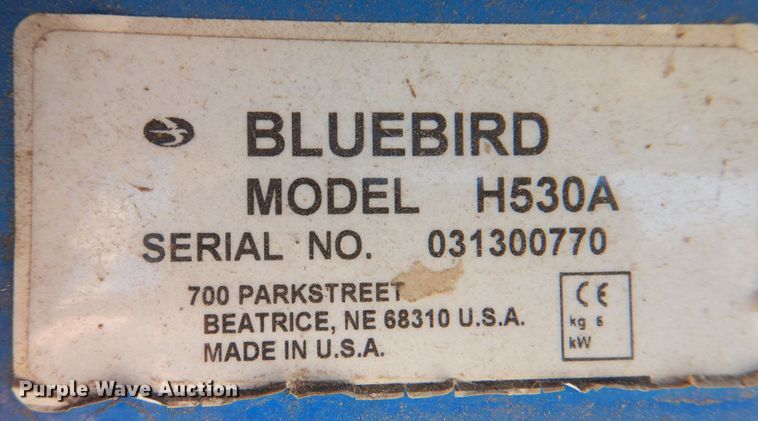 BLUEBIRD
MODEL H530A
SERIAL NO. 031300770
700 PARKSTREET
BEATRICE, NE 68310 U.S.A.
MADE IN U.S.A.
CE
kg 6
kW
Purple Wave Auction